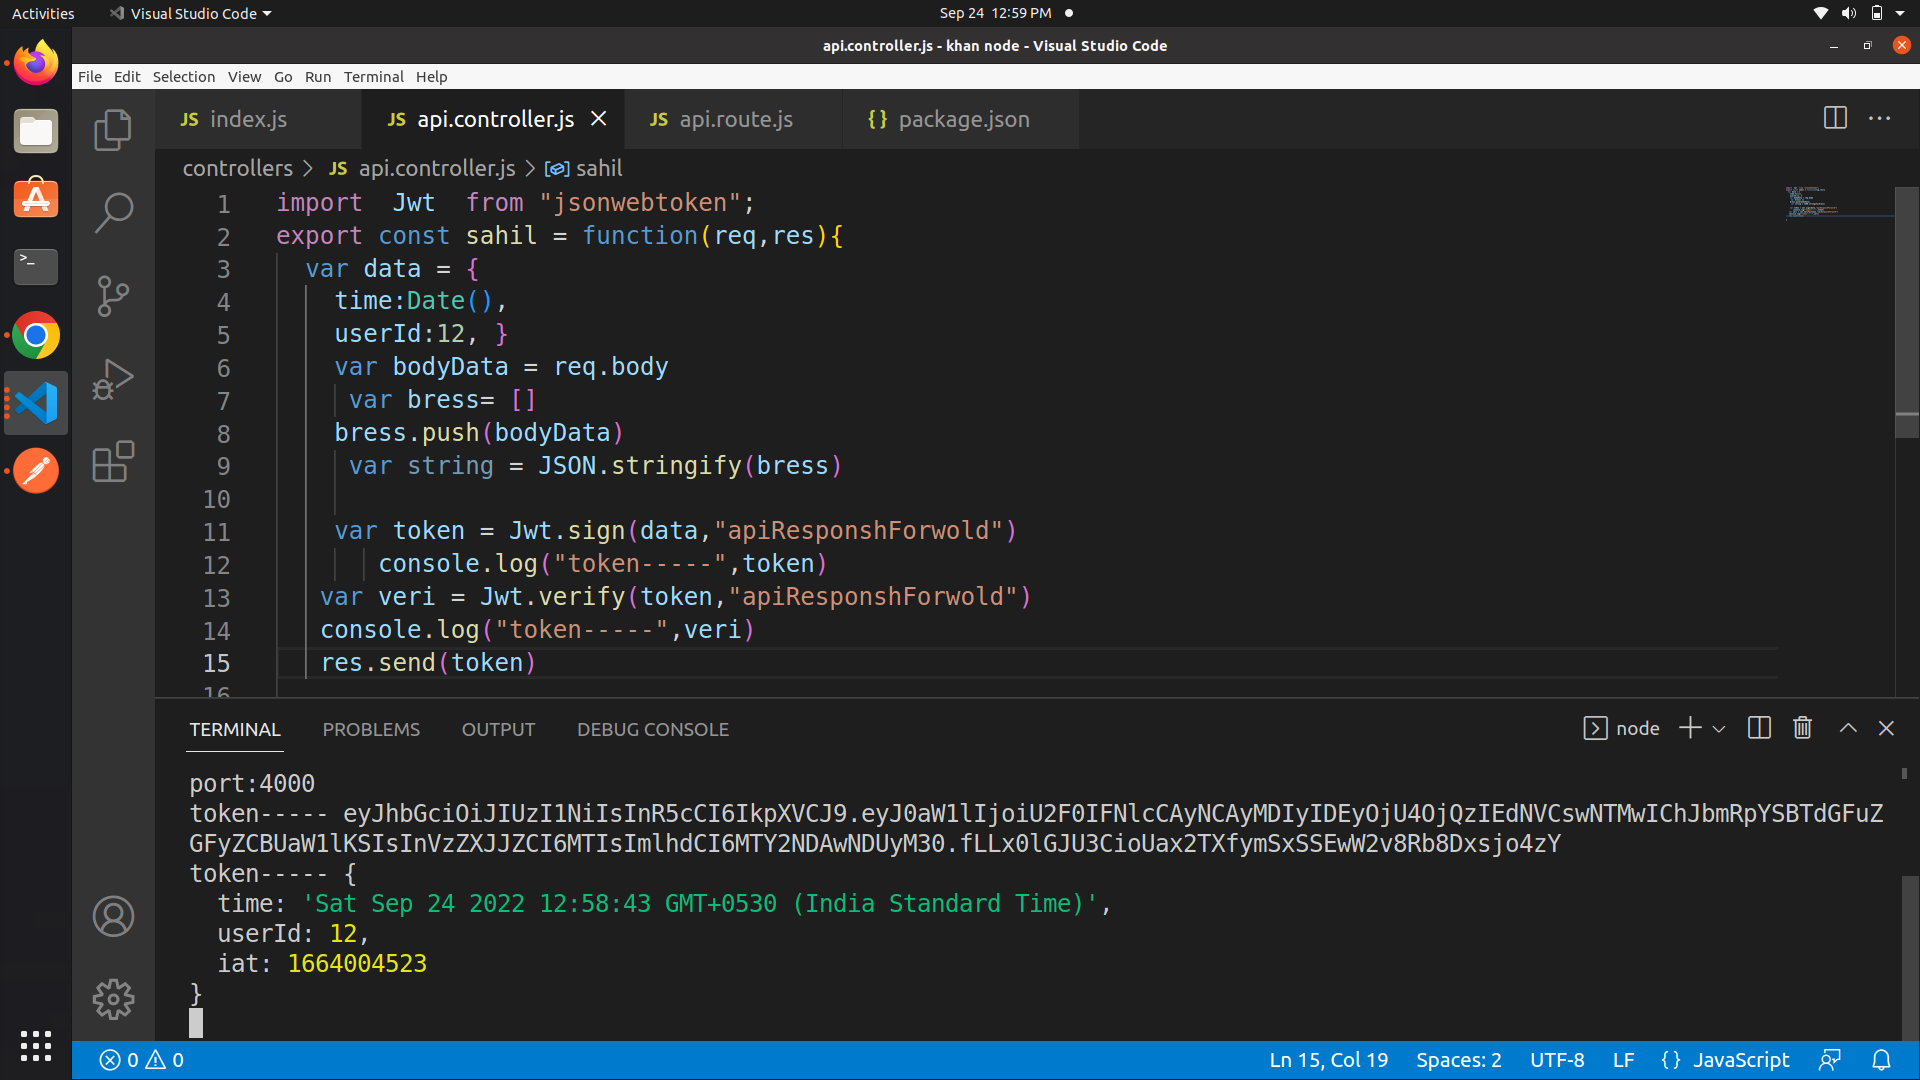 Activities Visual Studio Code Sep 24 12:59 PM
api.controller.js - khan node - Visual Studio Code
File Edit Selection View Go Run Terminal Help
JS index.js JS api.controller.js JS api.route.js {} package.json
controllers > JS api.controller.js > sahil
1 import  Jwt  from "jsonwebtoken";
2 export const sahil = function(req,res){
3   var data = {
4     time:Date(),
5     userId:12, }
6     var bodyData = req.body
7      var bress= []
8     bress.push(bodyData)
9      var string = JSON.stringify(bress)
10
11     var token = Jwt.sign(data,"apiResponshForwold")
12        console.log("token-----",token)
13    var veri = Jwt.verify(token,"apiResponshForwold")
14    console.log("token-----",veri)
15    res.send(token)
16
TERMINAL PROBLEMS OUTPUT DEBUG CONSOLE node
port:4000
token----- eyJhbGciOiJIUzI1NiIsInR5cCI6IkpXVCJ9.eyJ0aW1lIjoiU2F0IFNlcCAyNCAyMDIyIDEyOjU4OjQzIEdNVCswNTMwIChJbmRpYSBTdGFuZ
GFyZCBUaW1lKSIsInVzZXJJZCI6MTIsImlhdCI6MTY2NDAwNDUyM30.fLLx0lGJU3CioUax2TXfymSxSSEwW2v8Rb8Dxsjo4zY
token----- {
  time: 'Sat Sep 24 2022 12:58:43 GMT+0530 (India Standard Time)',
  userId: 12,
  iat: 1664004523
}
0 0 Ln 15, Col 19 Spaces: 2 UTF-8 LF {} JavaScript